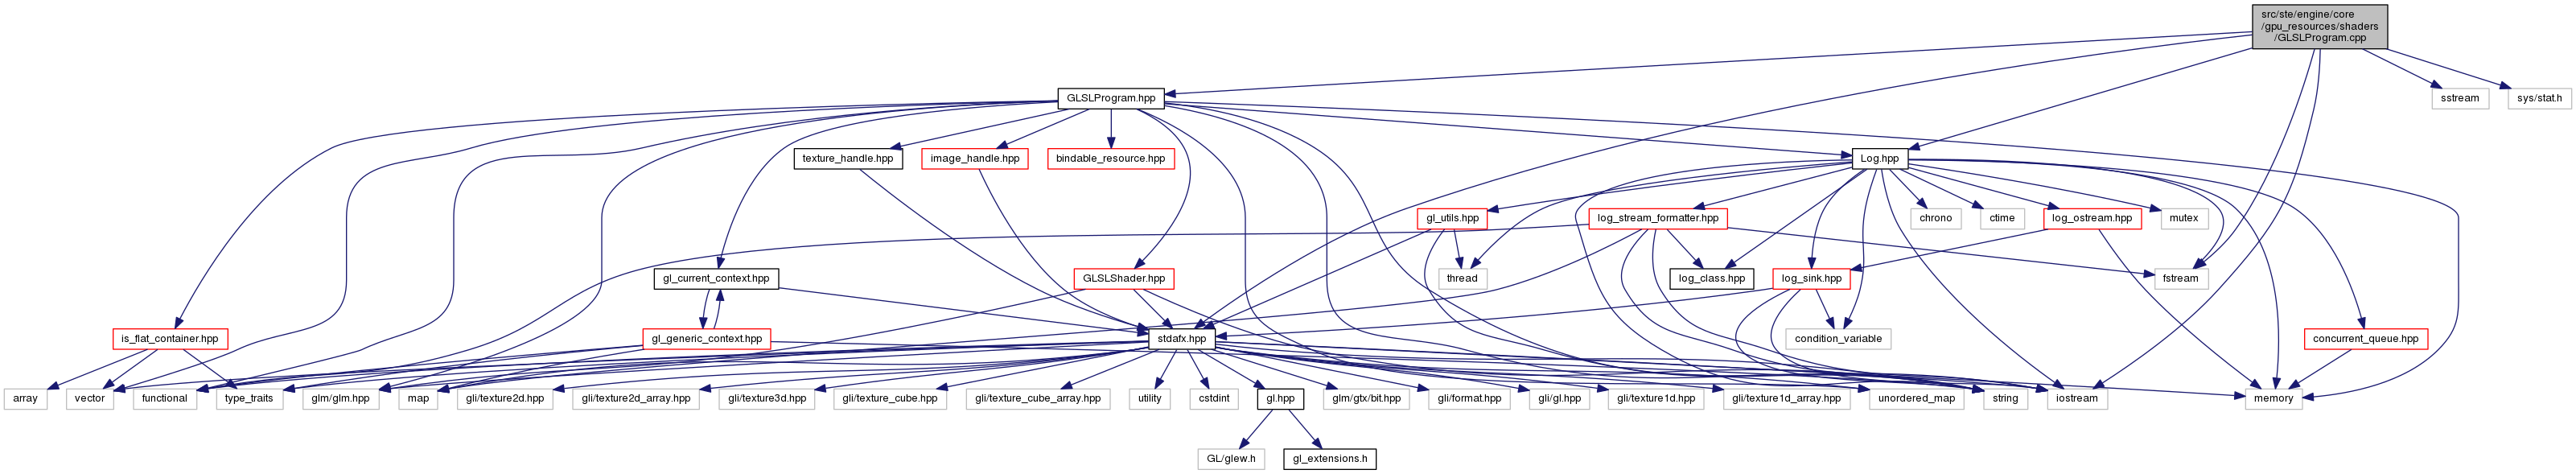 src/ste/engine/core
/gpu_resources/shaders
/GLSLProgram.cpp
GLSLProgram.hpp
sstream
sys/stat.h
texture_handle.hpp
image_handle.hpp
bindable_resource.hpp
Log.hpp
gl_utils.hpp
log_stream_formatter.hpp
chrono
ctime
log_ostream.hpp
mutex
gl_current_context.hpp
GLSLShader.hpp
thread
log_class.hpp
log_sink.hpp
fstream
is_flat_container.hpp
gl_generic_context.hpp
stdafx.hpp
condition_variable
concurrent_queue.hpp
array
vector
functional
type_traits
glm/glm.hpp
map
gli/texture2d.hpp
gli/texture2d_array.hpp
gli/texture3d.hpp
gli/texture_cube.hpp
gli/texture_cube_array.hpp
utility
cstdint
gl.hpp
glm/gtx/bit.hpp
gli/format.hpp
gli/gl.hpp
gli/texture1d.hpp
gli/texture1d_array.hpp
unordered_map
string
iostream
memory
GL/glew.h
gl_extensions.h